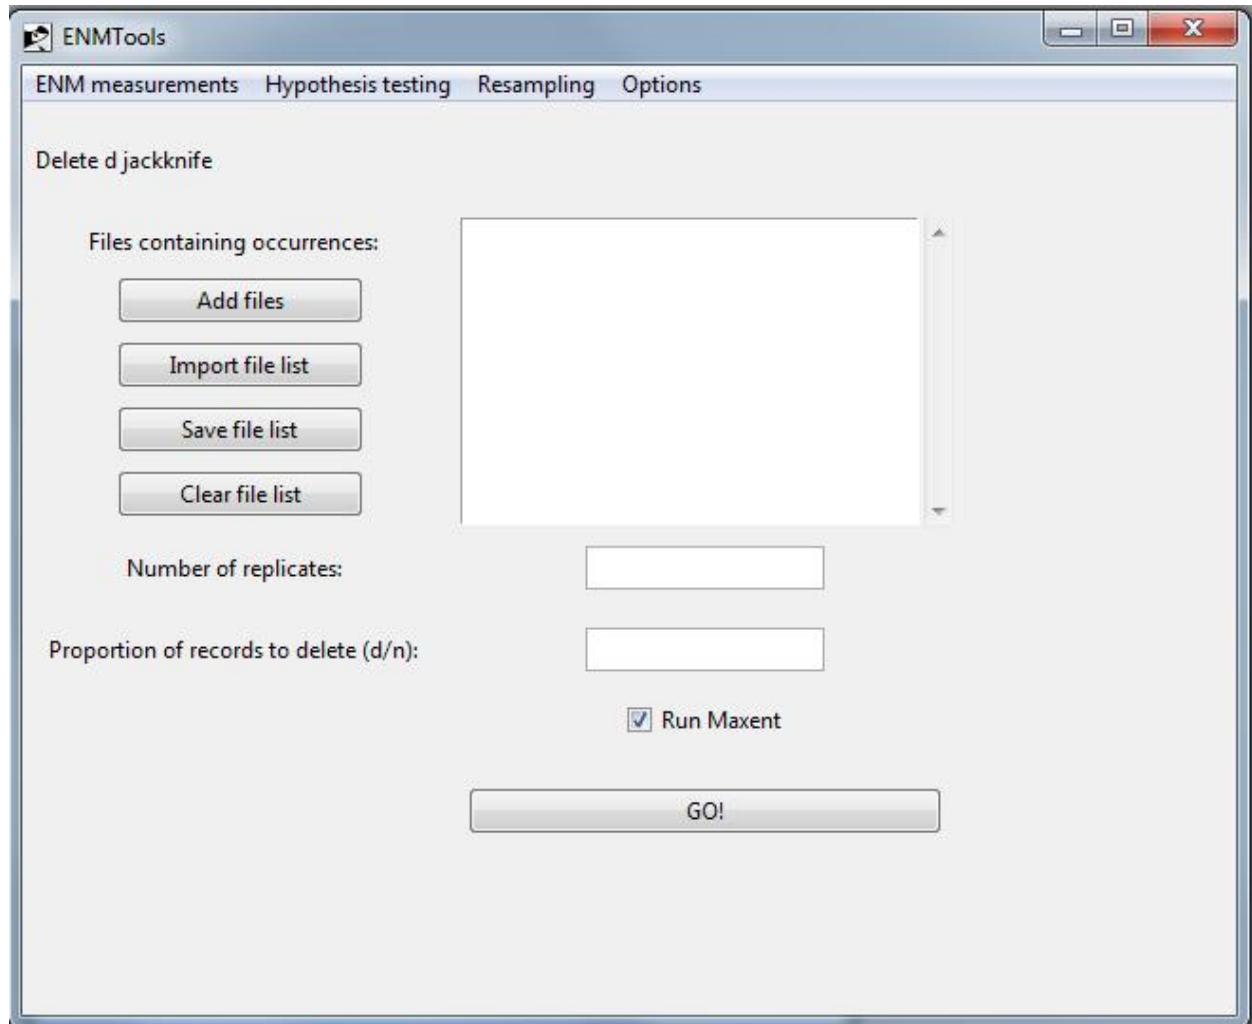 ENMTools
ENM measurements Hypothesis testing Resampling Options
Delete d jackknife
Files containing occurrences:
Add files
Import file list
Save file list
Clear file list
Number of replicates:
Proportion of records to delete (d/n):
Run Maxent
GO!